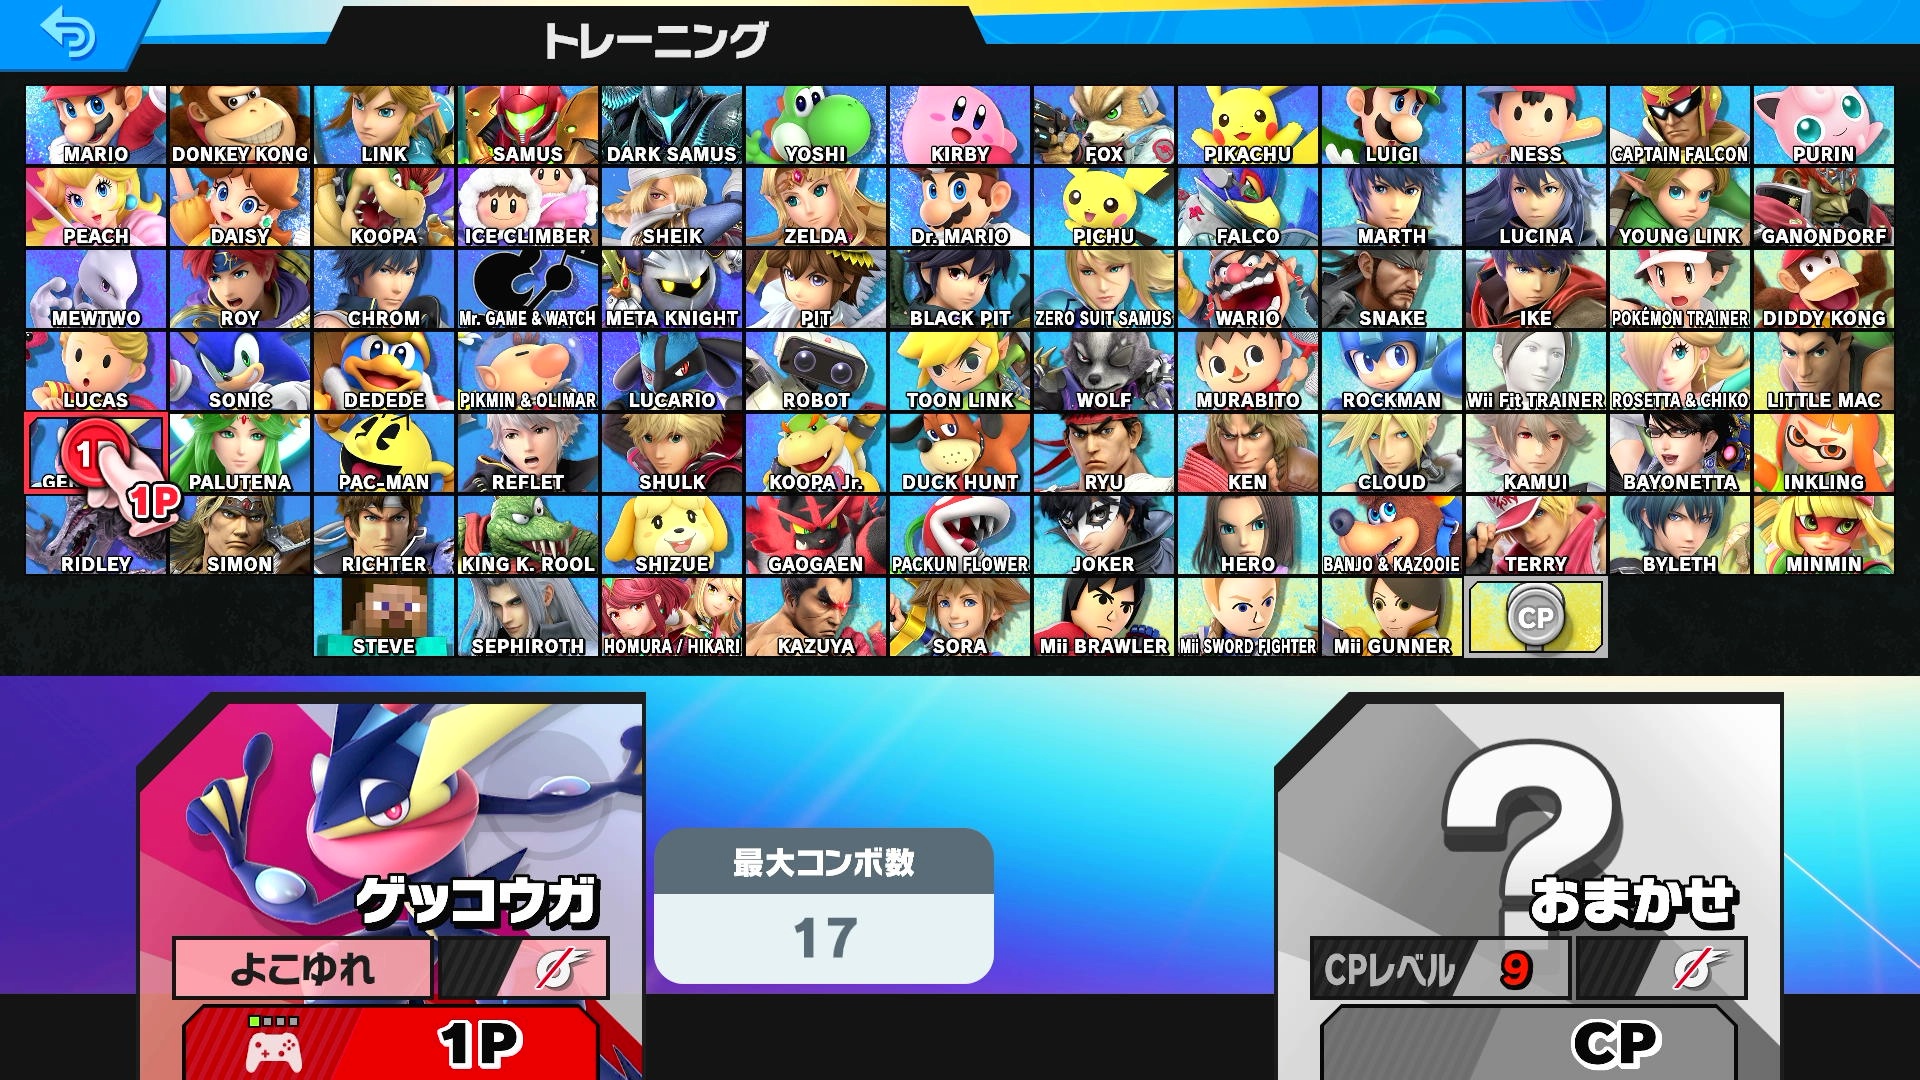 トレーニング
MARIO DONKEY KONG LINK SAMUS DARK SAMUS YOSHI KIRBY FOX PIKACHU LUIGI NESS CAPTAIN FALCON PURIN
PEACH DAISY KOOPA ICE CLIMBER SHEIK ZELDA Dr. MARIO PICHU FALCO MARTH LUCINA YOUNG LINK GANONDORF
MEWTWO ROY CHROM Mr. GAME & WATCH META KNIGHT PIT BLACK PIT ZERO SUIT SAMUS WARIO SNAKE IKE POKÉMON TRAINER DIDDY KONG
LUCAS SONIC DEDEDE PIKMIN & OLIMAR LUCARIO ROBOT TOON LINK WOLF MURABITO ROCKMAN Wii Fit TRAINER ROSETTA & CHIKO LITTLE MAC
1 PALUTENA PAC-MAN REFLET SHULK KOOPA Jr. DUCK HUNT RYU KEN CLOUD KAMUI BAYONETTA INKLING
1P
RIDLEY SIMON RICHTER KING K. ROOL SHIZUE GAOGAEN PACKUN FLOWER JOKER HERO BANJO & KAZOOIE TERRY BYLETH MINMIN
STEVE SEPHIROTH HOMURA / HIKARI KAZUYA SORA Mii BRAWLER Mii SWORD FIGHTER Mii GUNNER CP
最大コンボ数
17
ゲッコウガ
よこゆれ
1P
おまかせ
CPレベル 9
CP